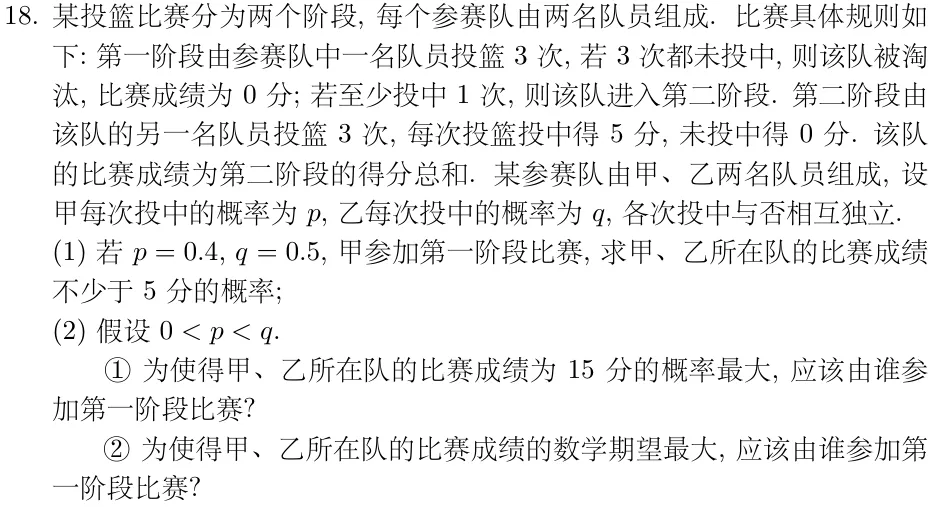 18. 某投篮比赛分为两个阶段, 每个参赛队由两名队员组成. 比赛具体规则如
下: 第一阶段由参赛队中一名队员投篮 3 次, 若 3 次都未投中, 则该队被淘
汰, 比赛成绩为 0 分; 若至少投中 1 次, 则该队进入第二阶段. 第二阶段由
该队的另一名队员投篮 3 次, 每次投篮投中得 5 分, 未投中得 0 分. 该队
的比赛成绩为第二阶段的得分总和. 某参赛队由甲、乙两名队员组成, 设
甲每次投中的概率为 p, 乙每次投中的概率为 q, 各次投中与否相互独立.
(1) 若 p = 0.4, q = 0.5, 甲参加第一阶段比赛, 求甲、乙所在队的比赛成绩
不少于 5 分的概率;
(2) 假设 0 < p < q.
① 为使得甲、乙所在队的比赛成绩为 15 分的概率最大, 应该由谁参
加第一阶段比赛?
② 为使得甲、乙所在队的比赛成绩的数学期望最大, 应该由谁参加第
一阶段比赛?